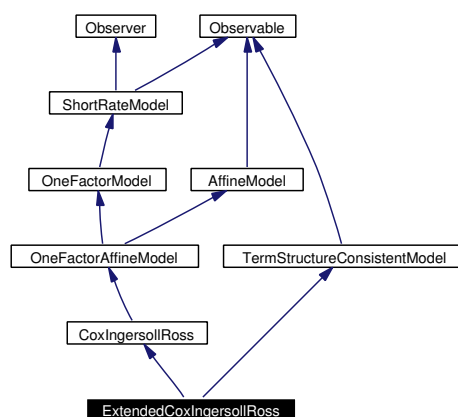 Observer
Observable
ShortRateModel
OneFactorModel
AffineModel
OneFactorAffineModel
TermStructureConsistentModel
CoxIngersollRoss
ExtendedCoxIngersollRoss